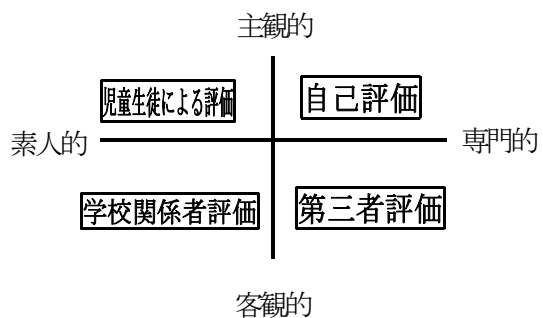 主観的
児童生徒による評価
自己評価
素人的
専門的
学校関係者評価
第三者評価
客観的